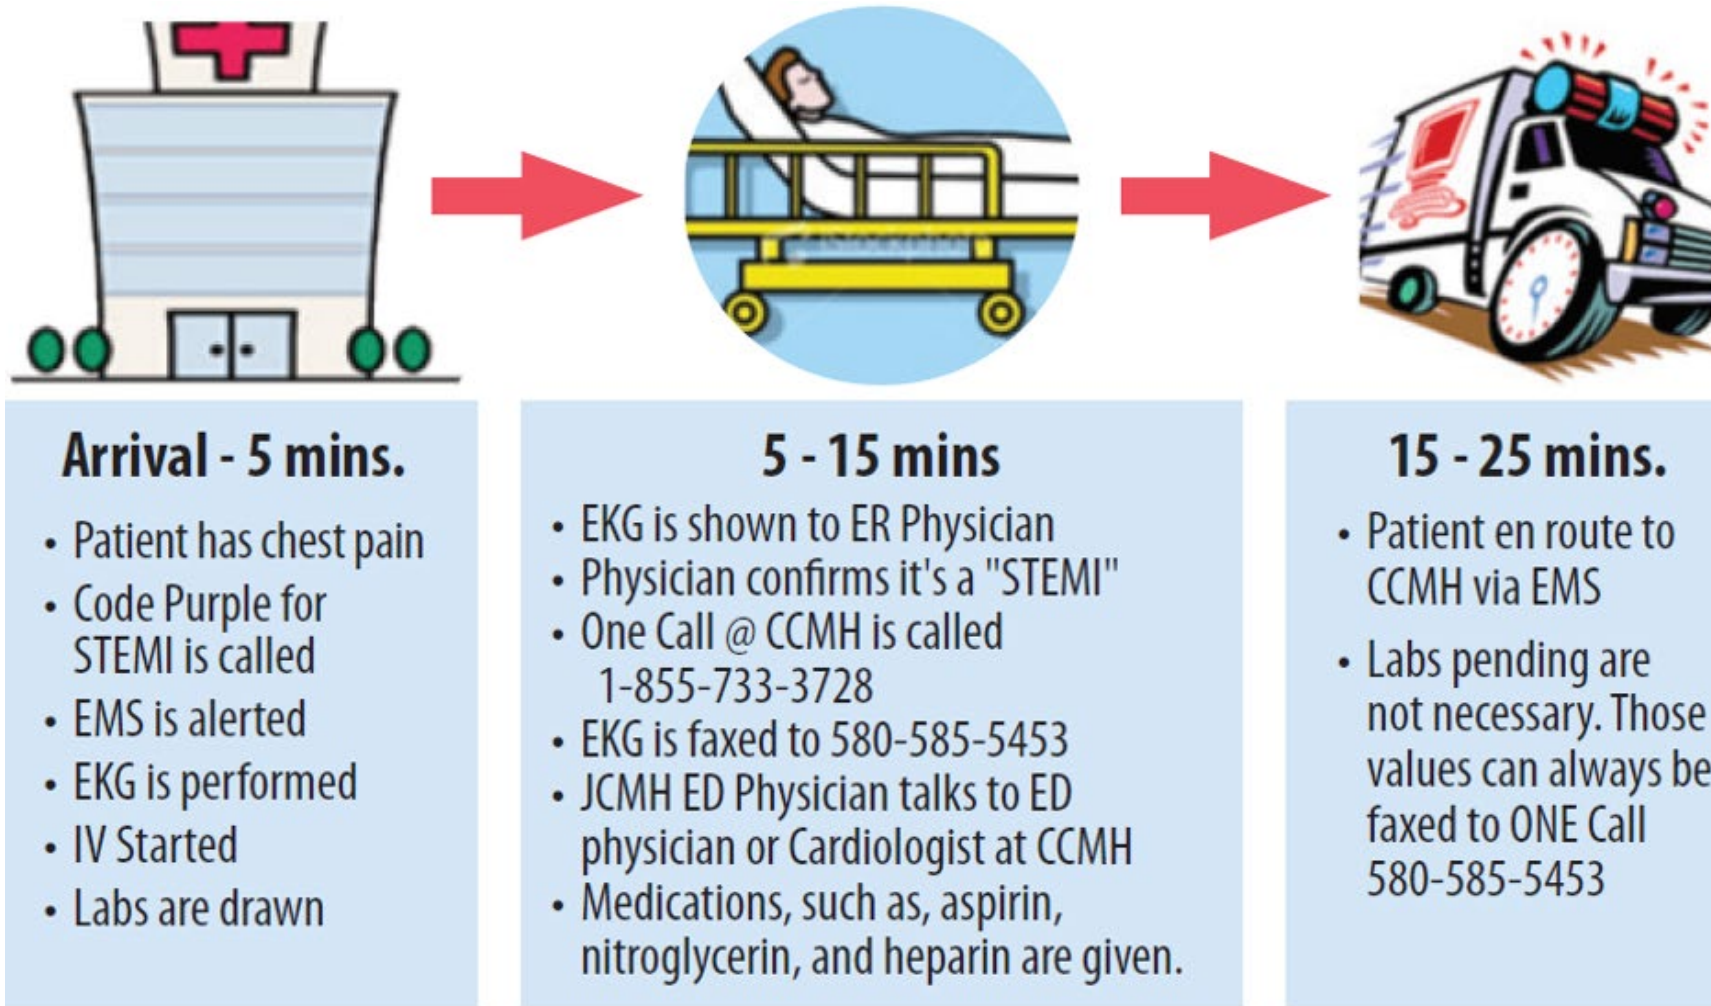 Arrival - 5 mins.
• Patient has chest pain
• Code Purple for
STEMI is called
• EMS is alerted
• EKG is performed
• IV Started
• Labs are drawn
5 - 15 mins
• EKG is shown to ER Physician
• Physician confirms it's a "STEMI"
• One Call @ CCMH is called
1-855-733-3728
• EKG is faxed to 580-585-5453
• JCMH ED Physician talks to ED
physician or Cardiologist at CCMH
• Medications, such as, aspirin,
nitroglycerin, and heparin are given.
15 - 25 mins.
• Patient en route to
CCMH via EMS
• Labs pending are
not necessary. Those
values can always be
faxed to ONE Call
580-585-5453
iStockphoto